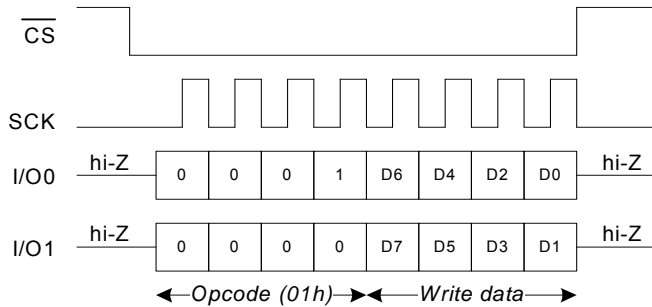 CS
SCK
hi-Z hi-Z
I/O0 0 0 0 1 D6 D4 D2 D0
hi-Z hi-Z
I/O1 0 0 0 0 D7 D5 D3 D1
Opcode (01h) Write data